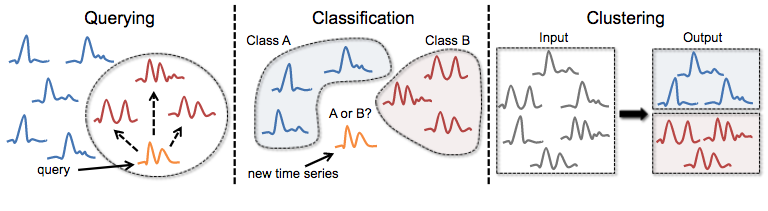 Querying
query
Classification
Class A
Class B
A or B?
new time series
Clustering
Input
Output